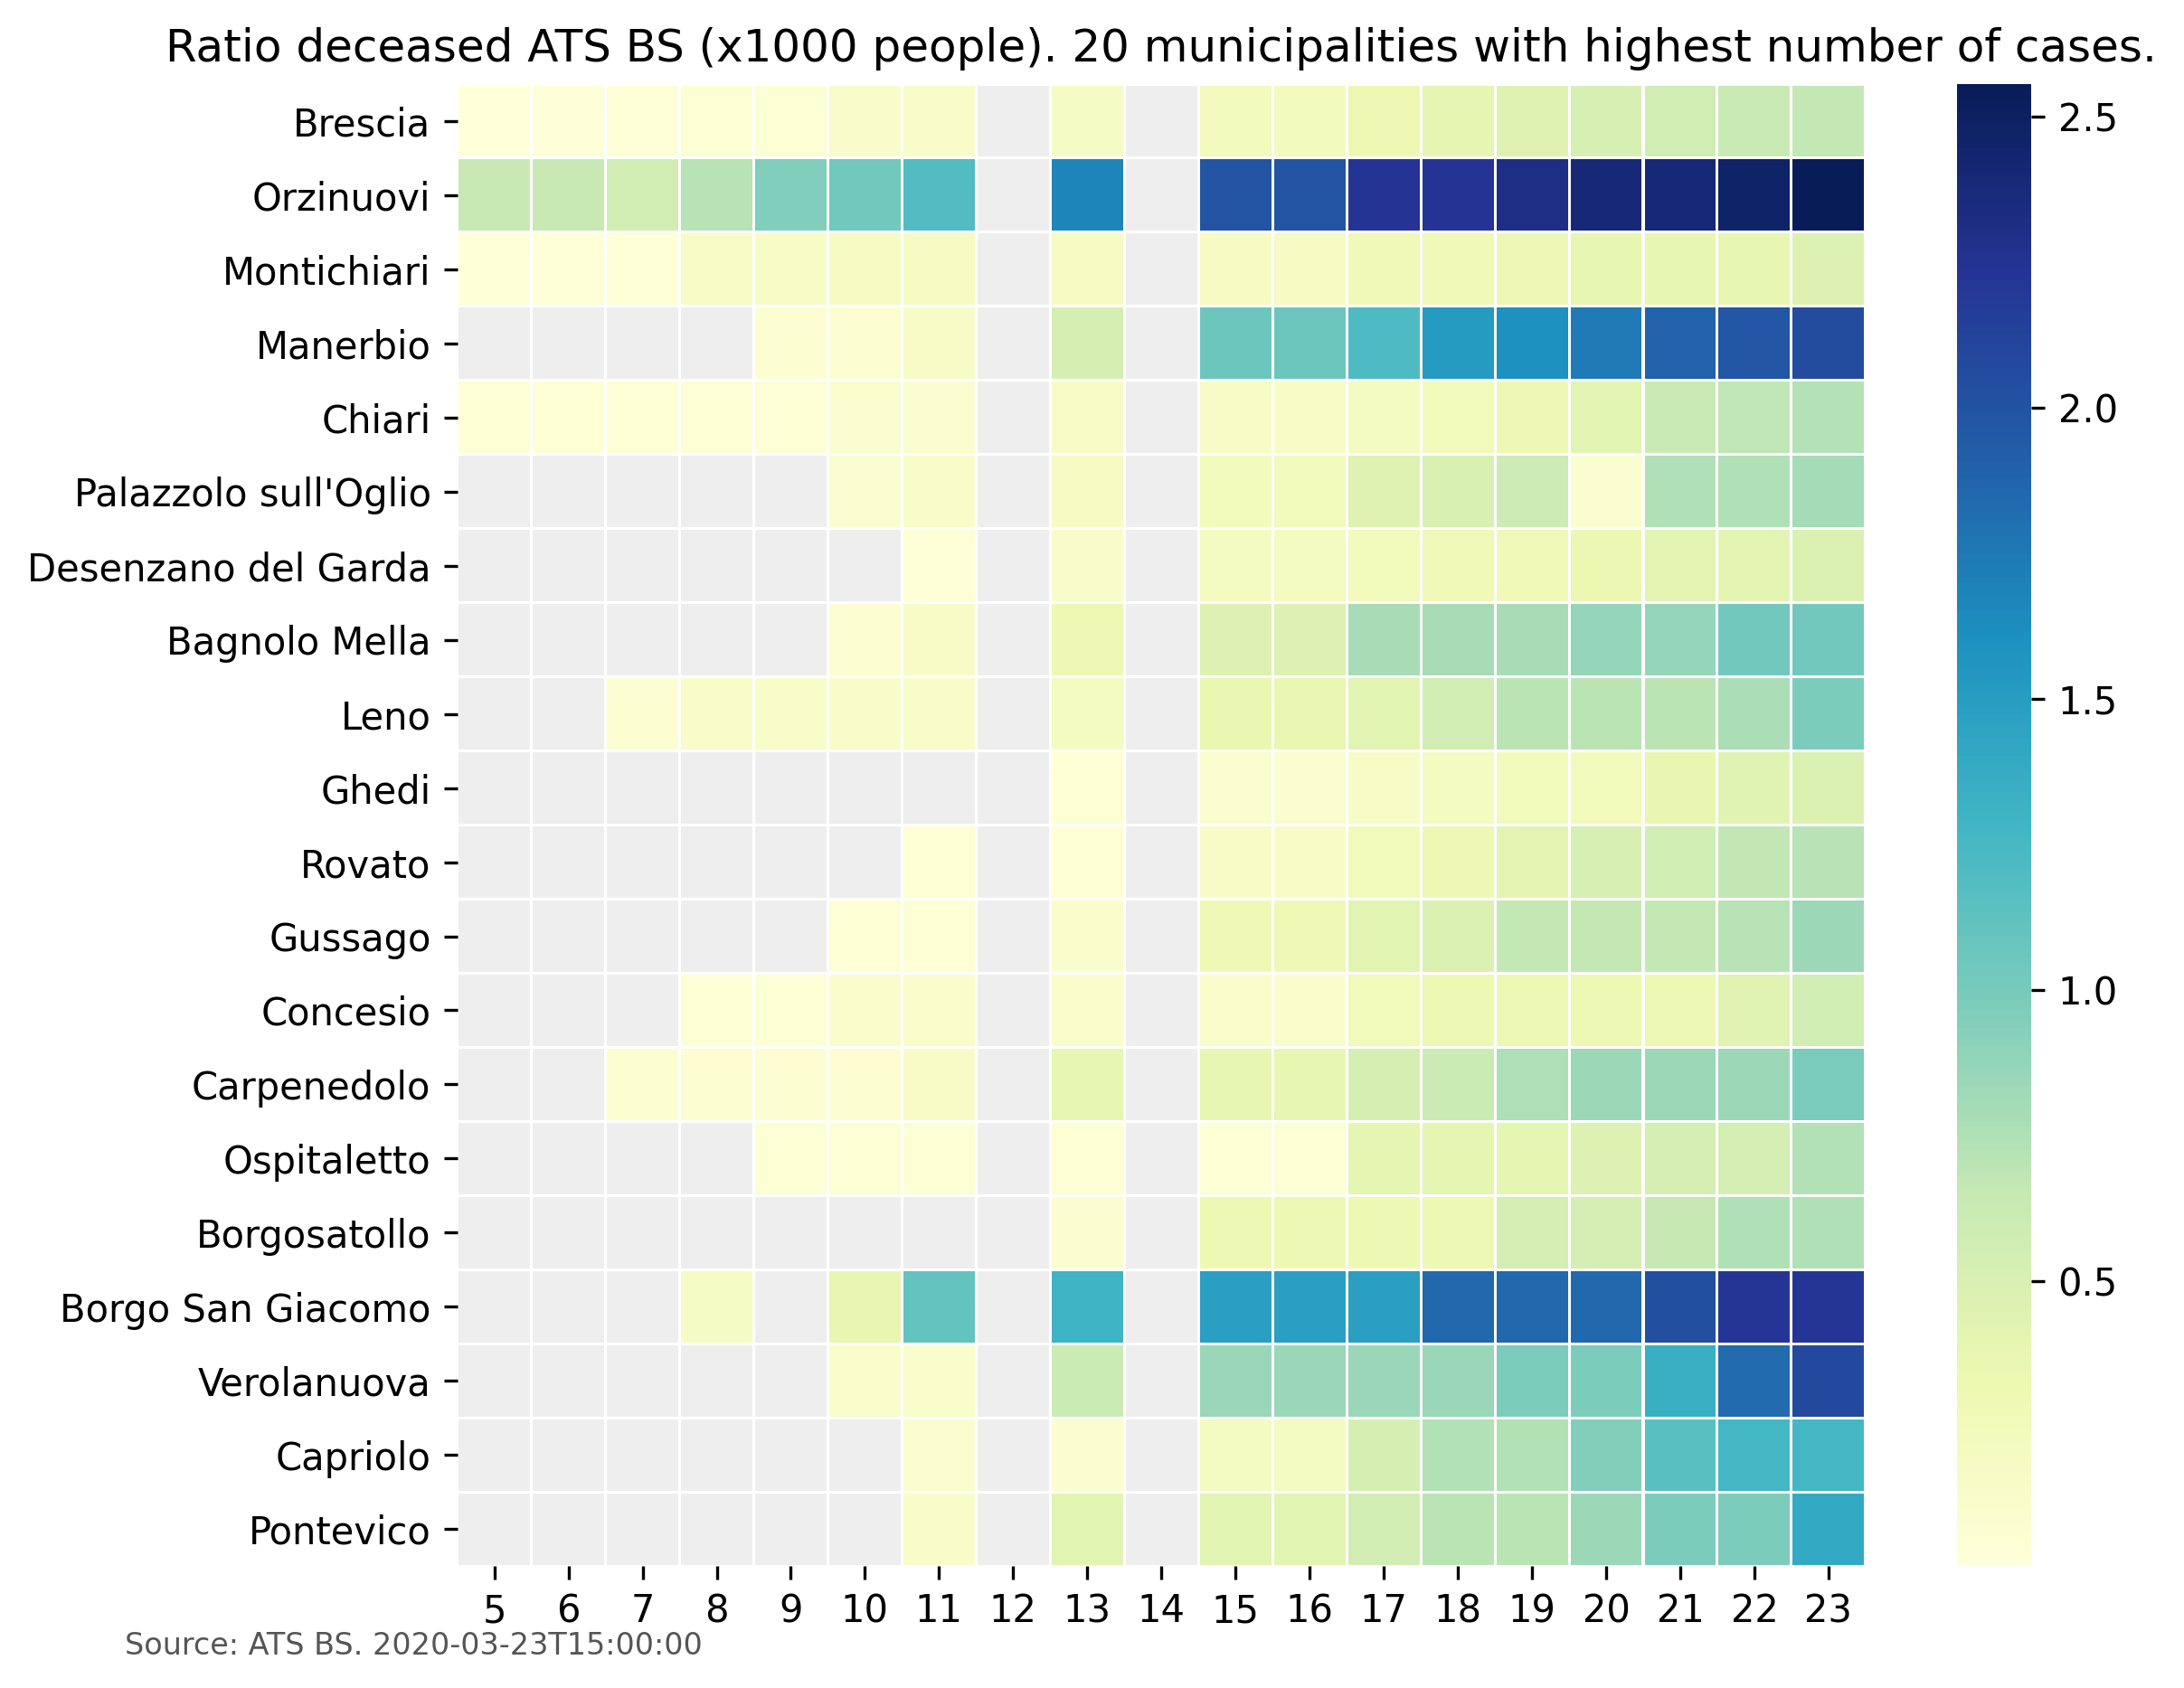 Ratio deceased ATS BS (x1000 people). 20 municipalities with highest number of cases.
Brescia
Orzinuovi
Montichiari
Manerbio
Chiari
Palazzolo sull'Oglio
Desenzano del Garda
Bagnolo Mella
Leno
Ghedi
Rovato
Gussago
Concesio
Carpenedolo
Ospitaletto
Borgosatollo
Borgo San Giacomo
Verolanuova
Capriolo
Pontevico
5 6 7 8 9 10 11 12 13 14 15 16 17 18 19 20 21 22 23
2.5
2.0
1.5
1.0
0.5
Source: ATS BS. 2020-03-23T15:00:00